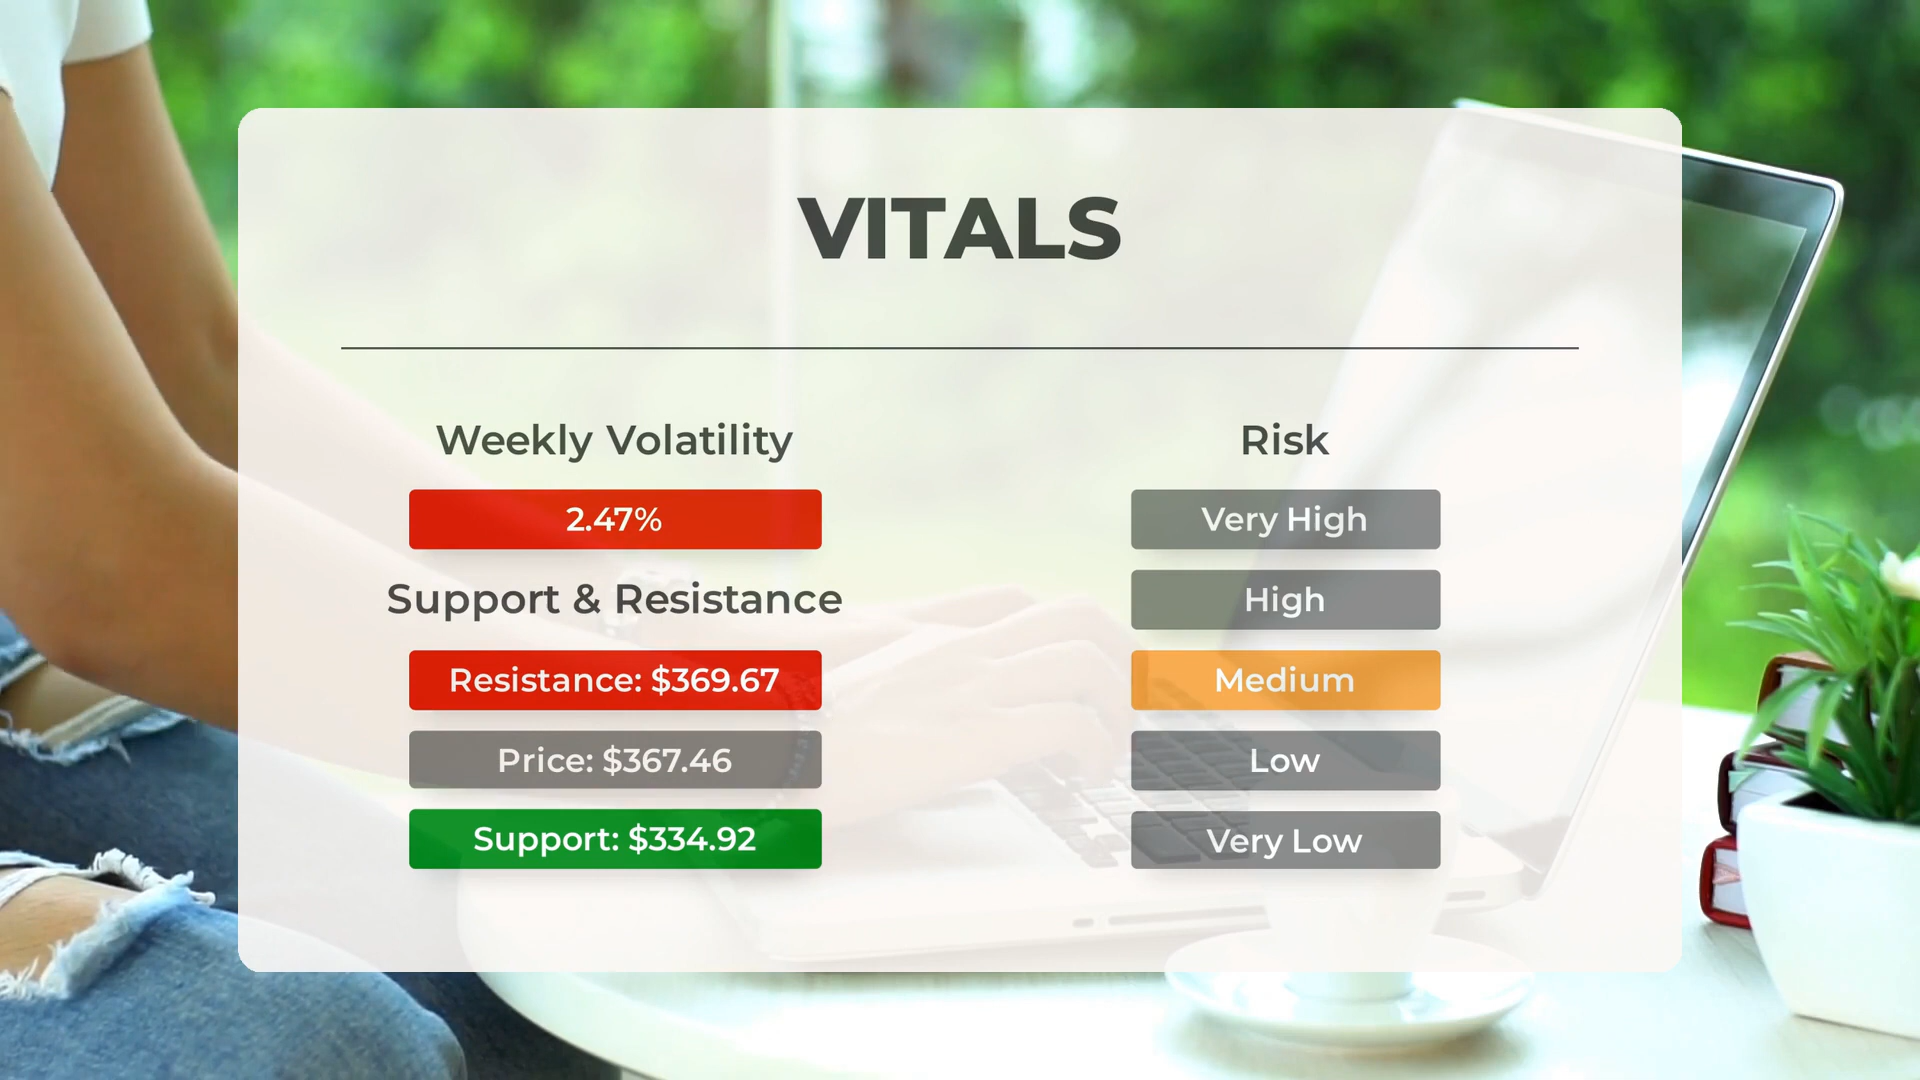 VITALS
Weekly Volatility
2.47%
Support & Resistance
Resistance: $369.67
Price: $367.46
Support: $334.92
Risk
Very High
High
Medium
Low
Very Low